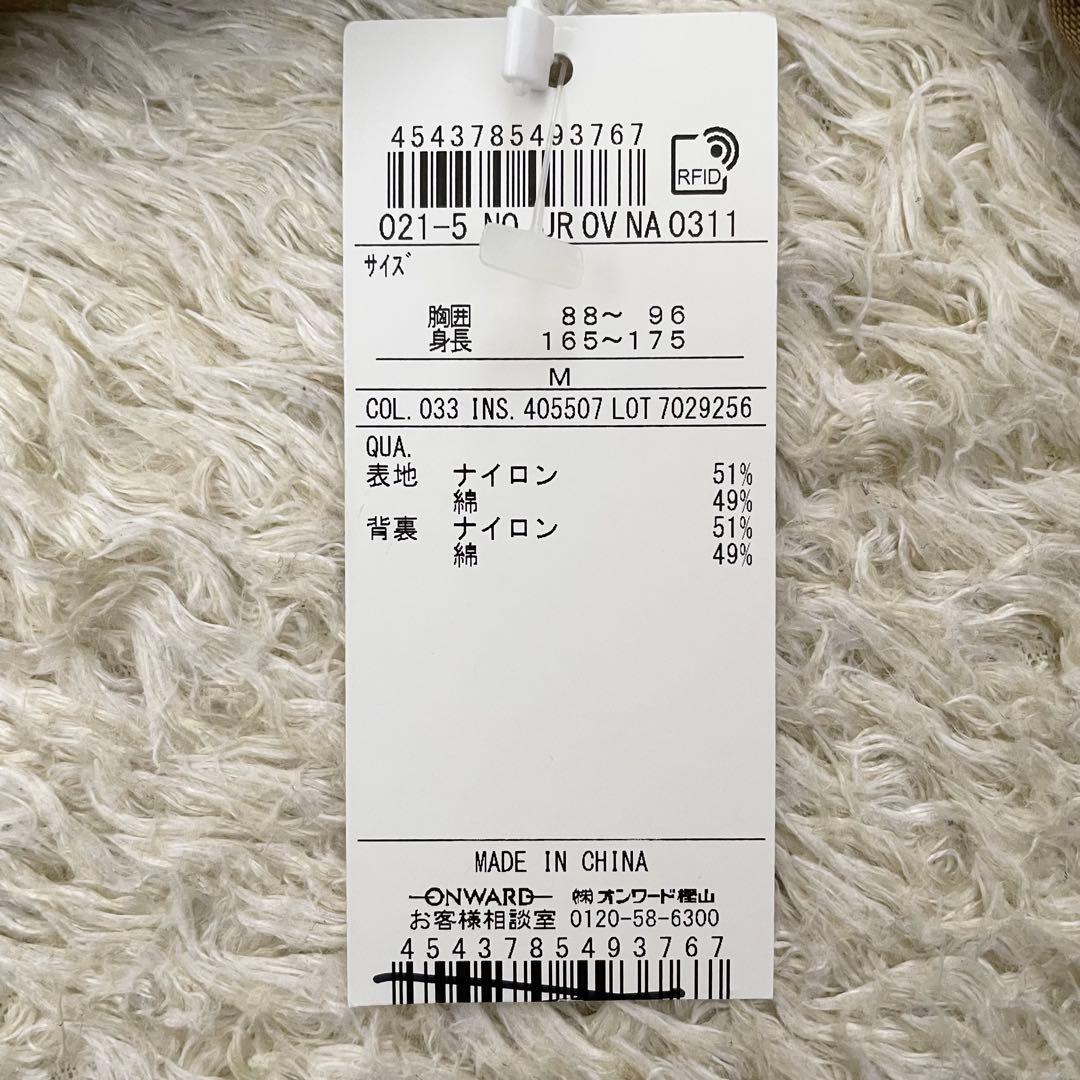 4543785493767
RFID
021-5 NO JR OV NA 0311
サイズ
胸囲 88～ 96
身長 165～175
M
COL. 033 INS. 405507 LOT 7029256
QUA.
表地 ナイロン 51%
綿 49%
背裏 ナイロン 51%
綿 49%
MADE IN CHINA
ONWARD ㈱オンワード樫山
お客様相談室 0120-58-6300
4543785493767